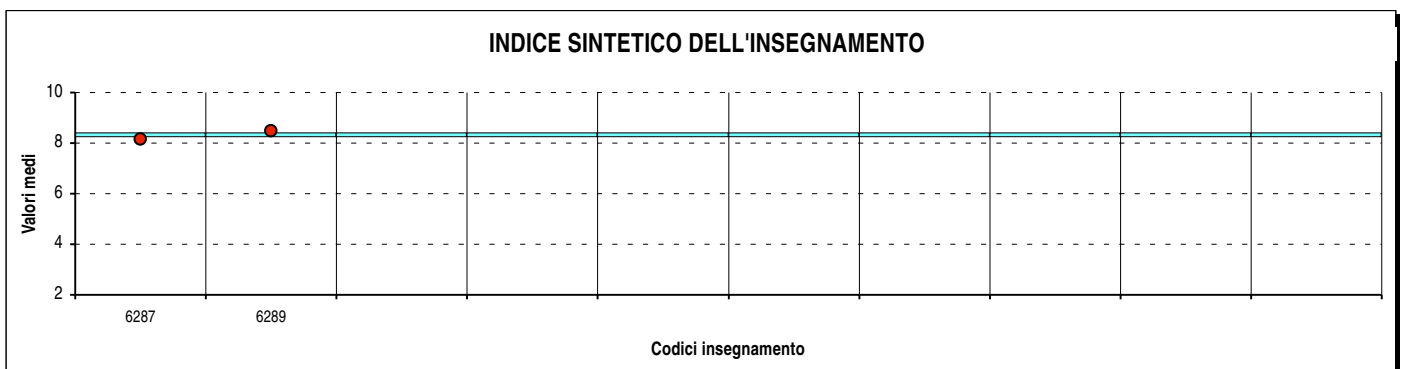 INDICE SINTETICO DELL'INSEGNAMENTO
10
8
6
4
2
Valori medi
6287 6289
Codici insegnamento